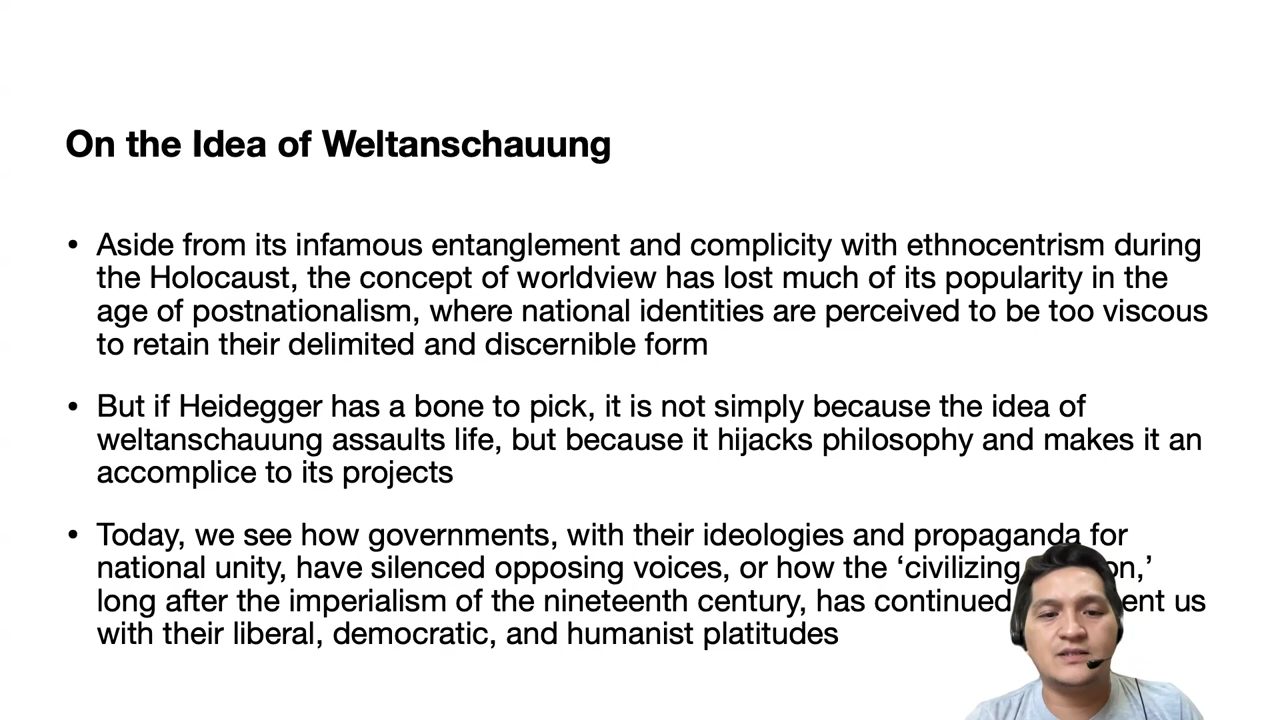 On the Idea of Weltanschauung
• Aside from its infamous entanglement and complicity with ethnocentrism during
the Holocaust, the concept of worldview has lost much of its popularity in the
age of postnationalism, where national identities are perceived to be too viscous
to retain their delimited and discernible form
• But if Heidegger has a bone to pick, it is not simply because the idea of
weltanschauung assaults life, but because it hijacks philosophy and makes it an
accomplice to its projects
• Today, we see how governments, with their ideologies and propaganda for
national unity, have silenced opposing voices, or how the ‘civilizing
long after the imperialism of the nineteenth century, has continued us
with their liberal, democratic, and humanist platitudes